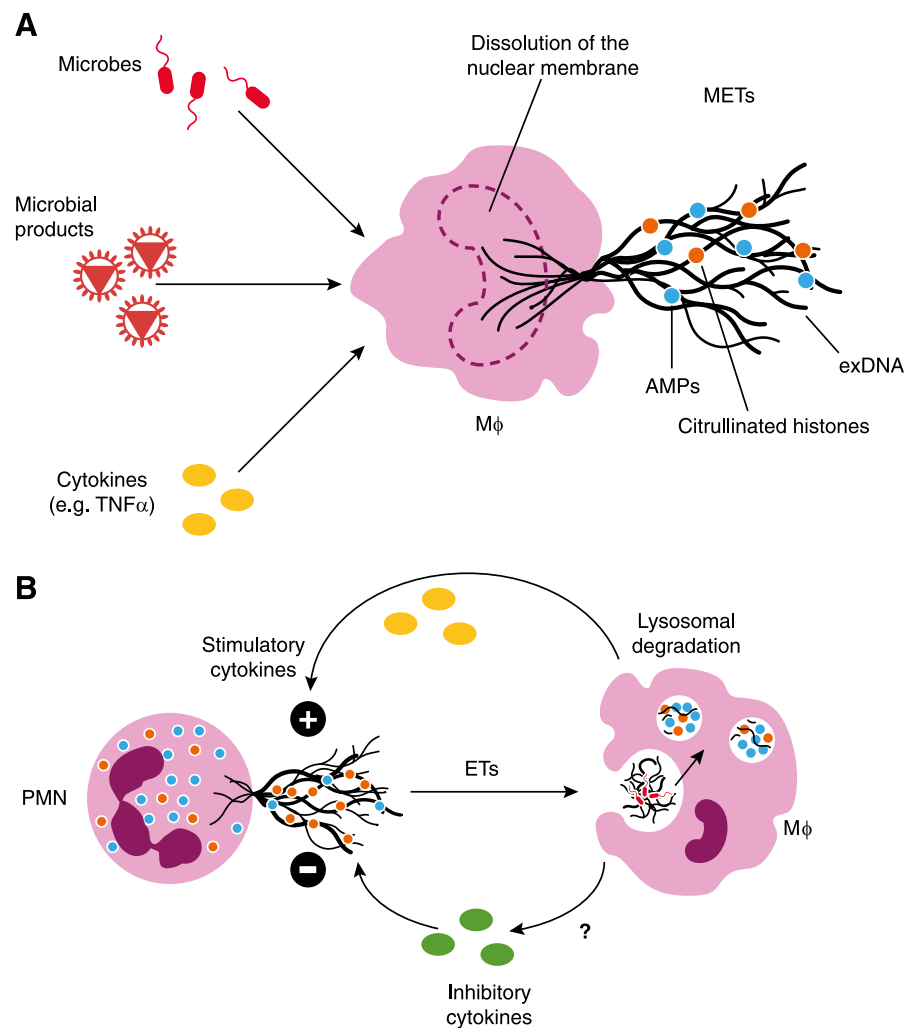 A
Microbes
Dissolution of the
nuclear membrane
METs
Microbial
products
exDNA
AMPs
Citrullinated histones
Mϕ
Cytokines
(e.g. TNFα)
B
Lysosomal
degradation
Stimulatory
cytokines
+
ETs
PMN
Mϕ
−
?
Inhibitory
cytokines